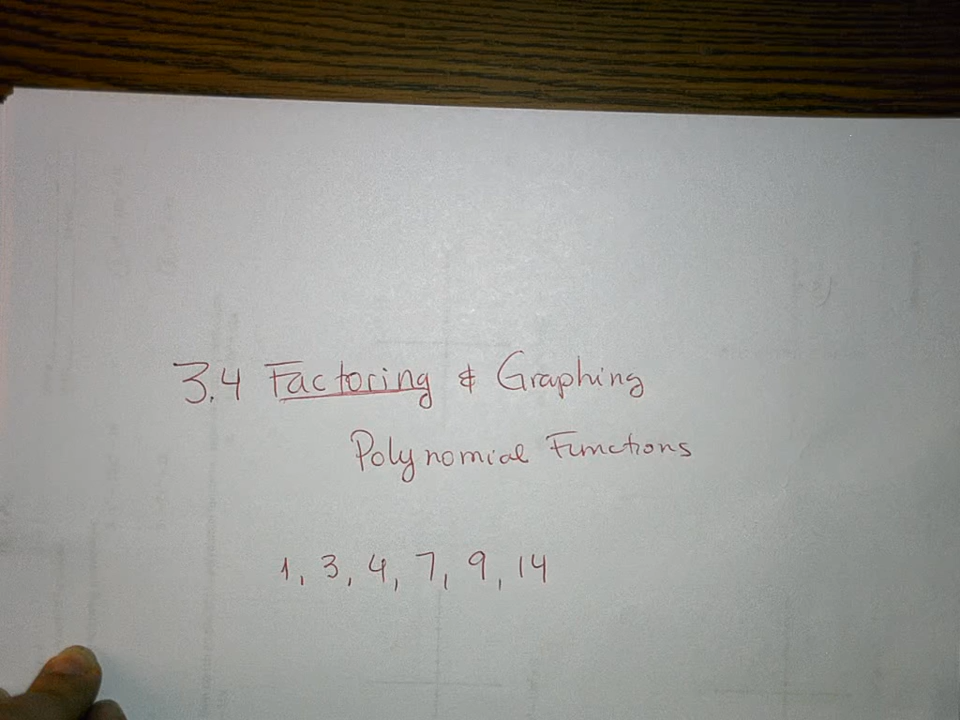 3.4 Factoring & Graphing
Polynomial Functions
1, 3, 4, 7, 9, 14